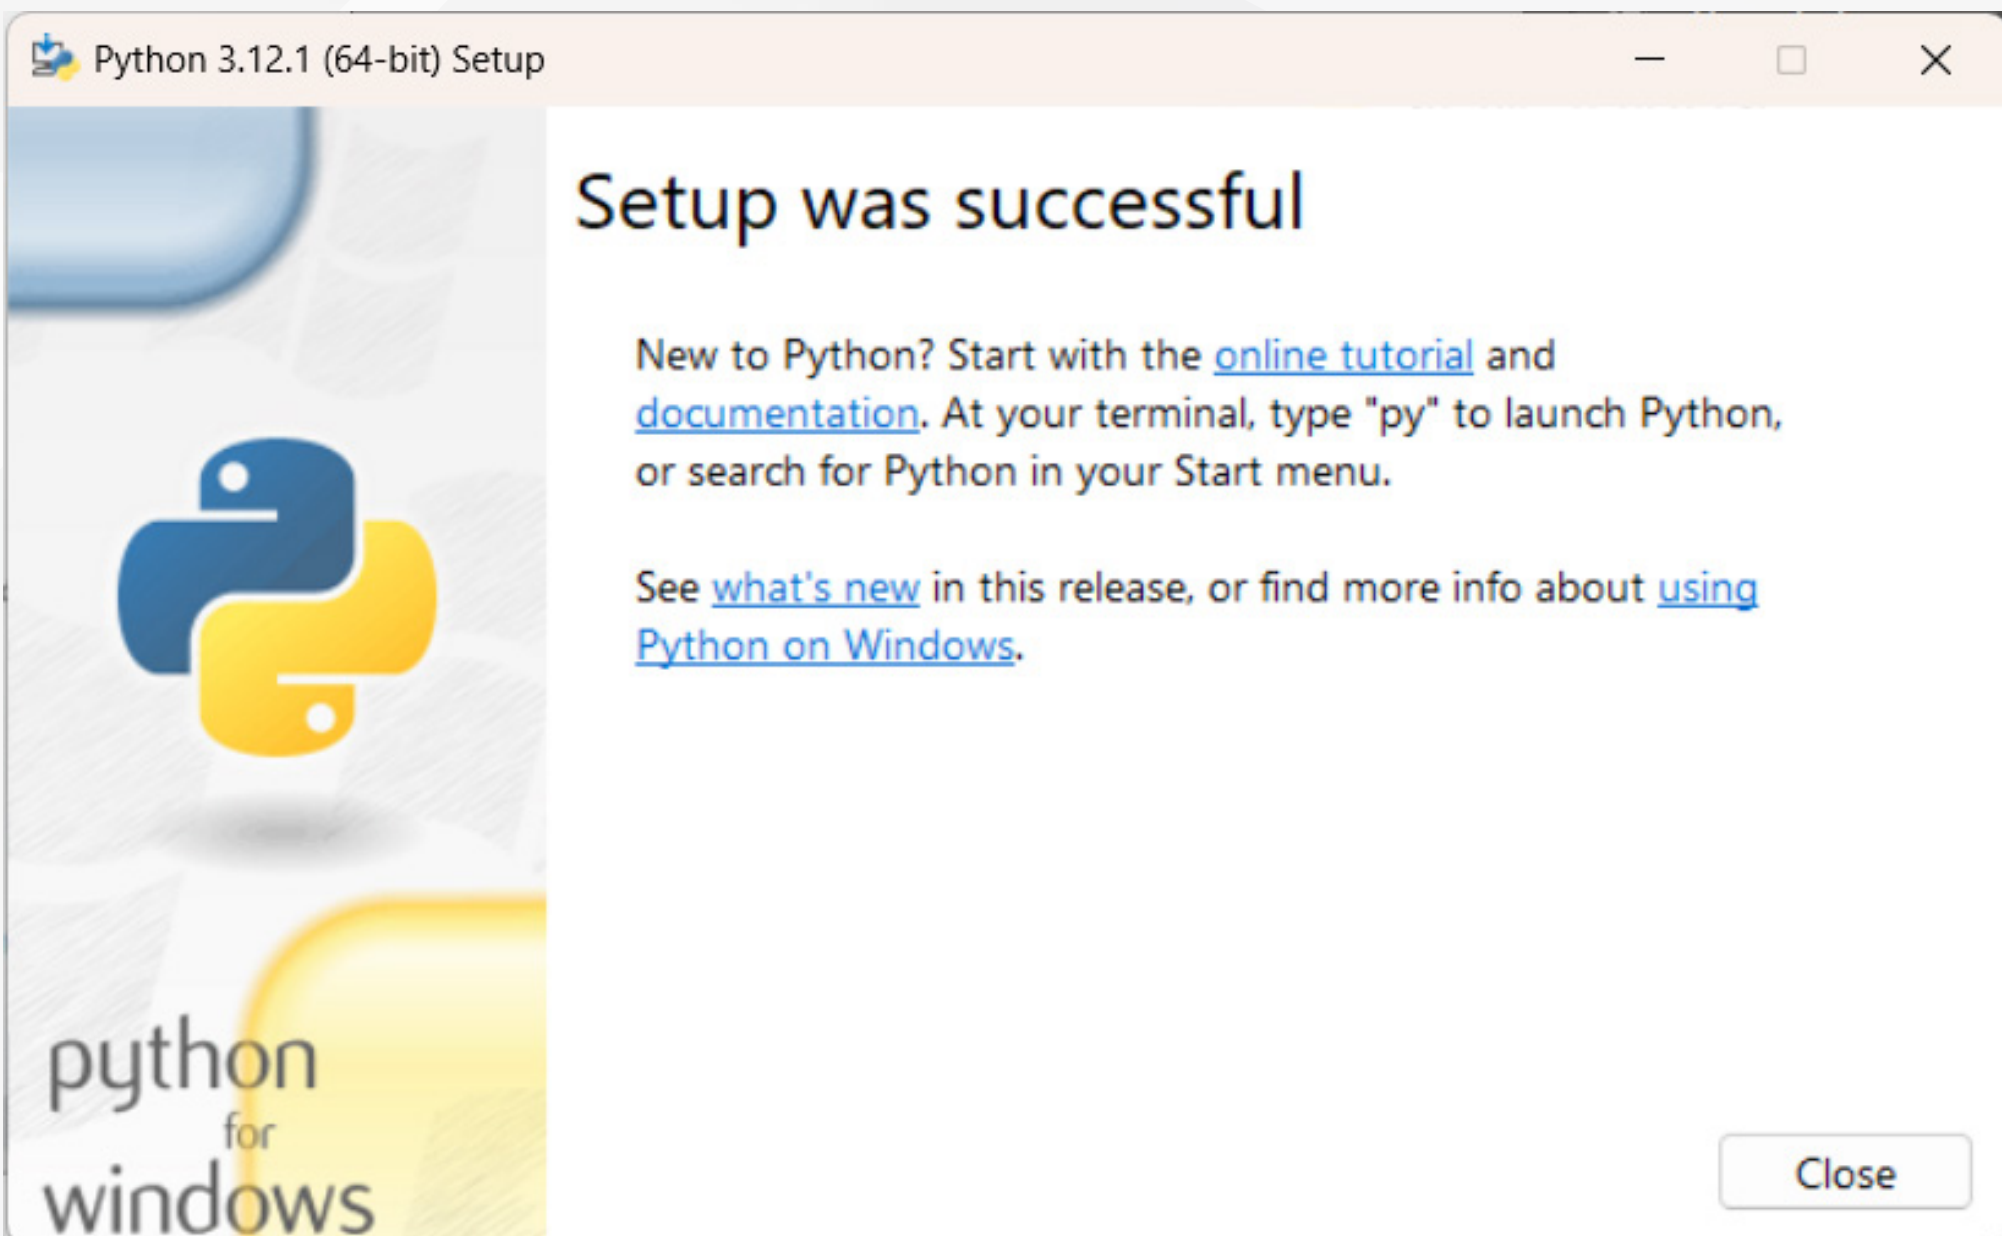 Python 3.12.1 (64-bit) Setup
Setup was successful
New to Python? Start with the online tutorial and
documentation. At your terminal, type "py" to launch Python,
or search for Python in your Start menu.
See what's new in this release, or find more info about using
Python on Windows.
python
for
windows
Close